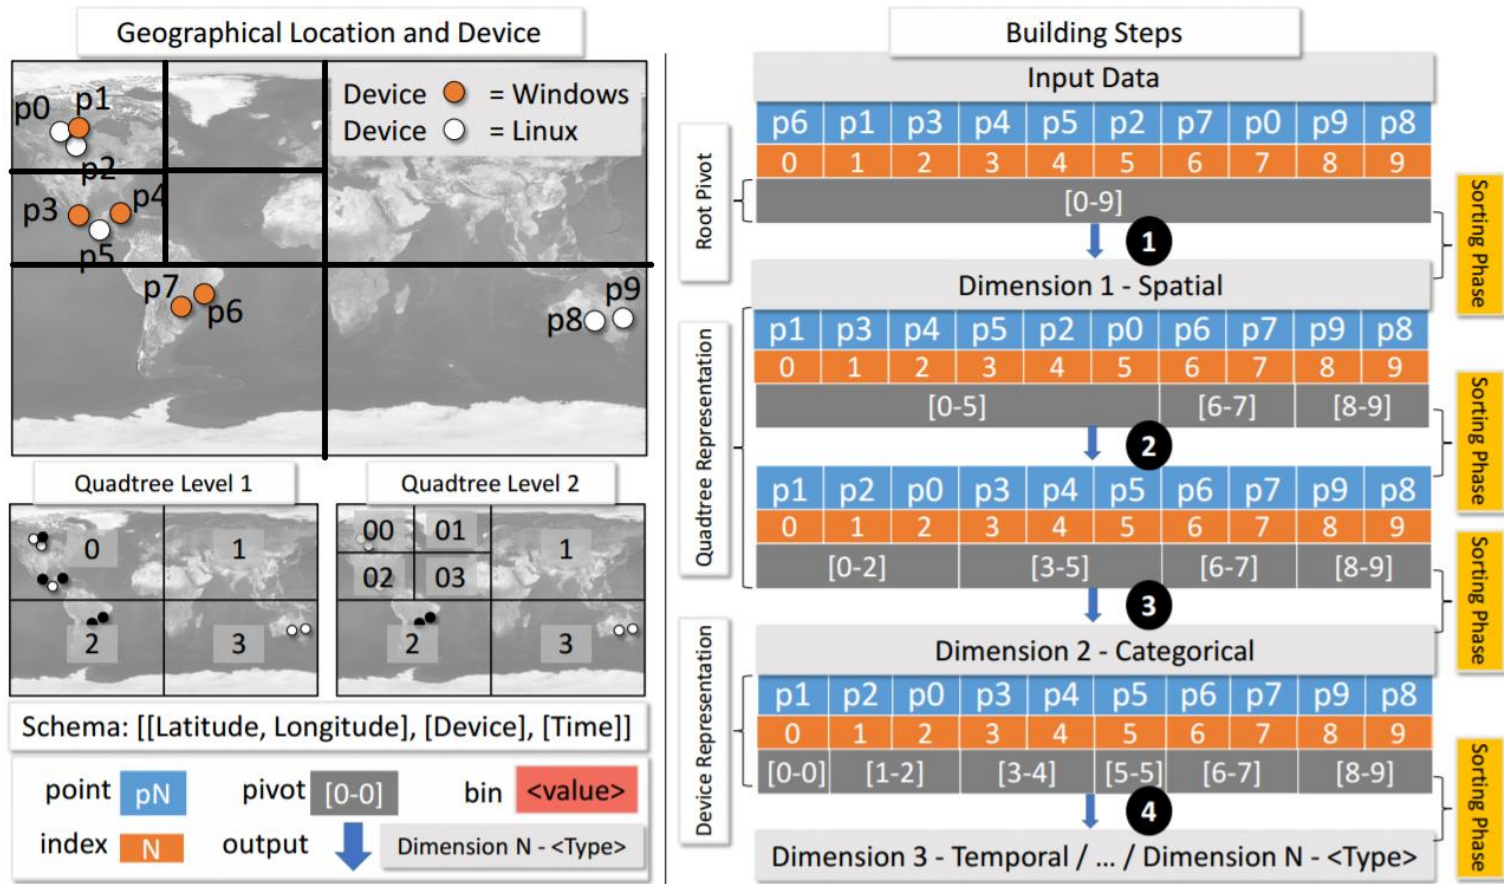 Geographical Location and Device
p0 p1
p2
p3 p4
p5
p7
p6
p9
p8
Device = Windows
Device = Linux
Quadtree Level 1
0 1
2 3
Quadtree Level 2
00 01 1
02 03
2 3
Schema: [[Latitude, Longitude], [Device], [Time]]
point pN pivot [0-0] bin <value>
index N output Dimension N - <Type>
Building Steps
Input Data
p6 p1 p3 p4 p5 p2 p7 p0 p9 p8
0 1 2 3 4 5 6 7 8 9
[0-9]
Root Pivot
1
Sorting Phase
Dimension 1 - Spatial
p1 p3 p4 p5 p2 p0 p6 p7 p9 p8
0 1 2 3 4 5 6 7 8 9
[0-5] [6-7] [8-9]
2
Sorting Phase
Quadtree Representation
p1 p2 p0 p3 p4 p5 p6 p7 p9 p8
0 1 2 3 4 5 6 7 8 9
[0-2] [3-5] [6-7] [8-9]
3
Sorting Phase
Dimension 2 - Categorical
p1 p2 p0 p3 p4 p5 p6 p7 p9 p8
0 1 2 3 4 5 6 7 8 9
[0-0] [1-2] [3-4] [5-5] [6-7] [8-9]
Device Representation
4
Sorting Phase
Dimension 3 - Temporal / ... / Dimension N - <Type>